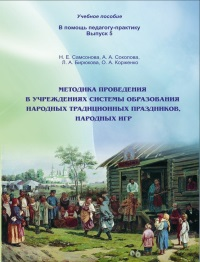 Учебное пособие
В помощь педагогу-практику
Выпуск 5
Н. Е. Самсонова, А. А. Соколова,
Л. А. Бирюкова, О. А. Корженко
МЕТОДИКА ПРОВЕДЕНИЯ
В УЧРЕЖДЕНИЯХ СИСТЕМЫ ОБРАЗОВАНИЯ
НАРОДНЫХ ТРАДИЦИОННЫХ ПРАЗДНИКОВ,
НАРОДНЫХ ИГР